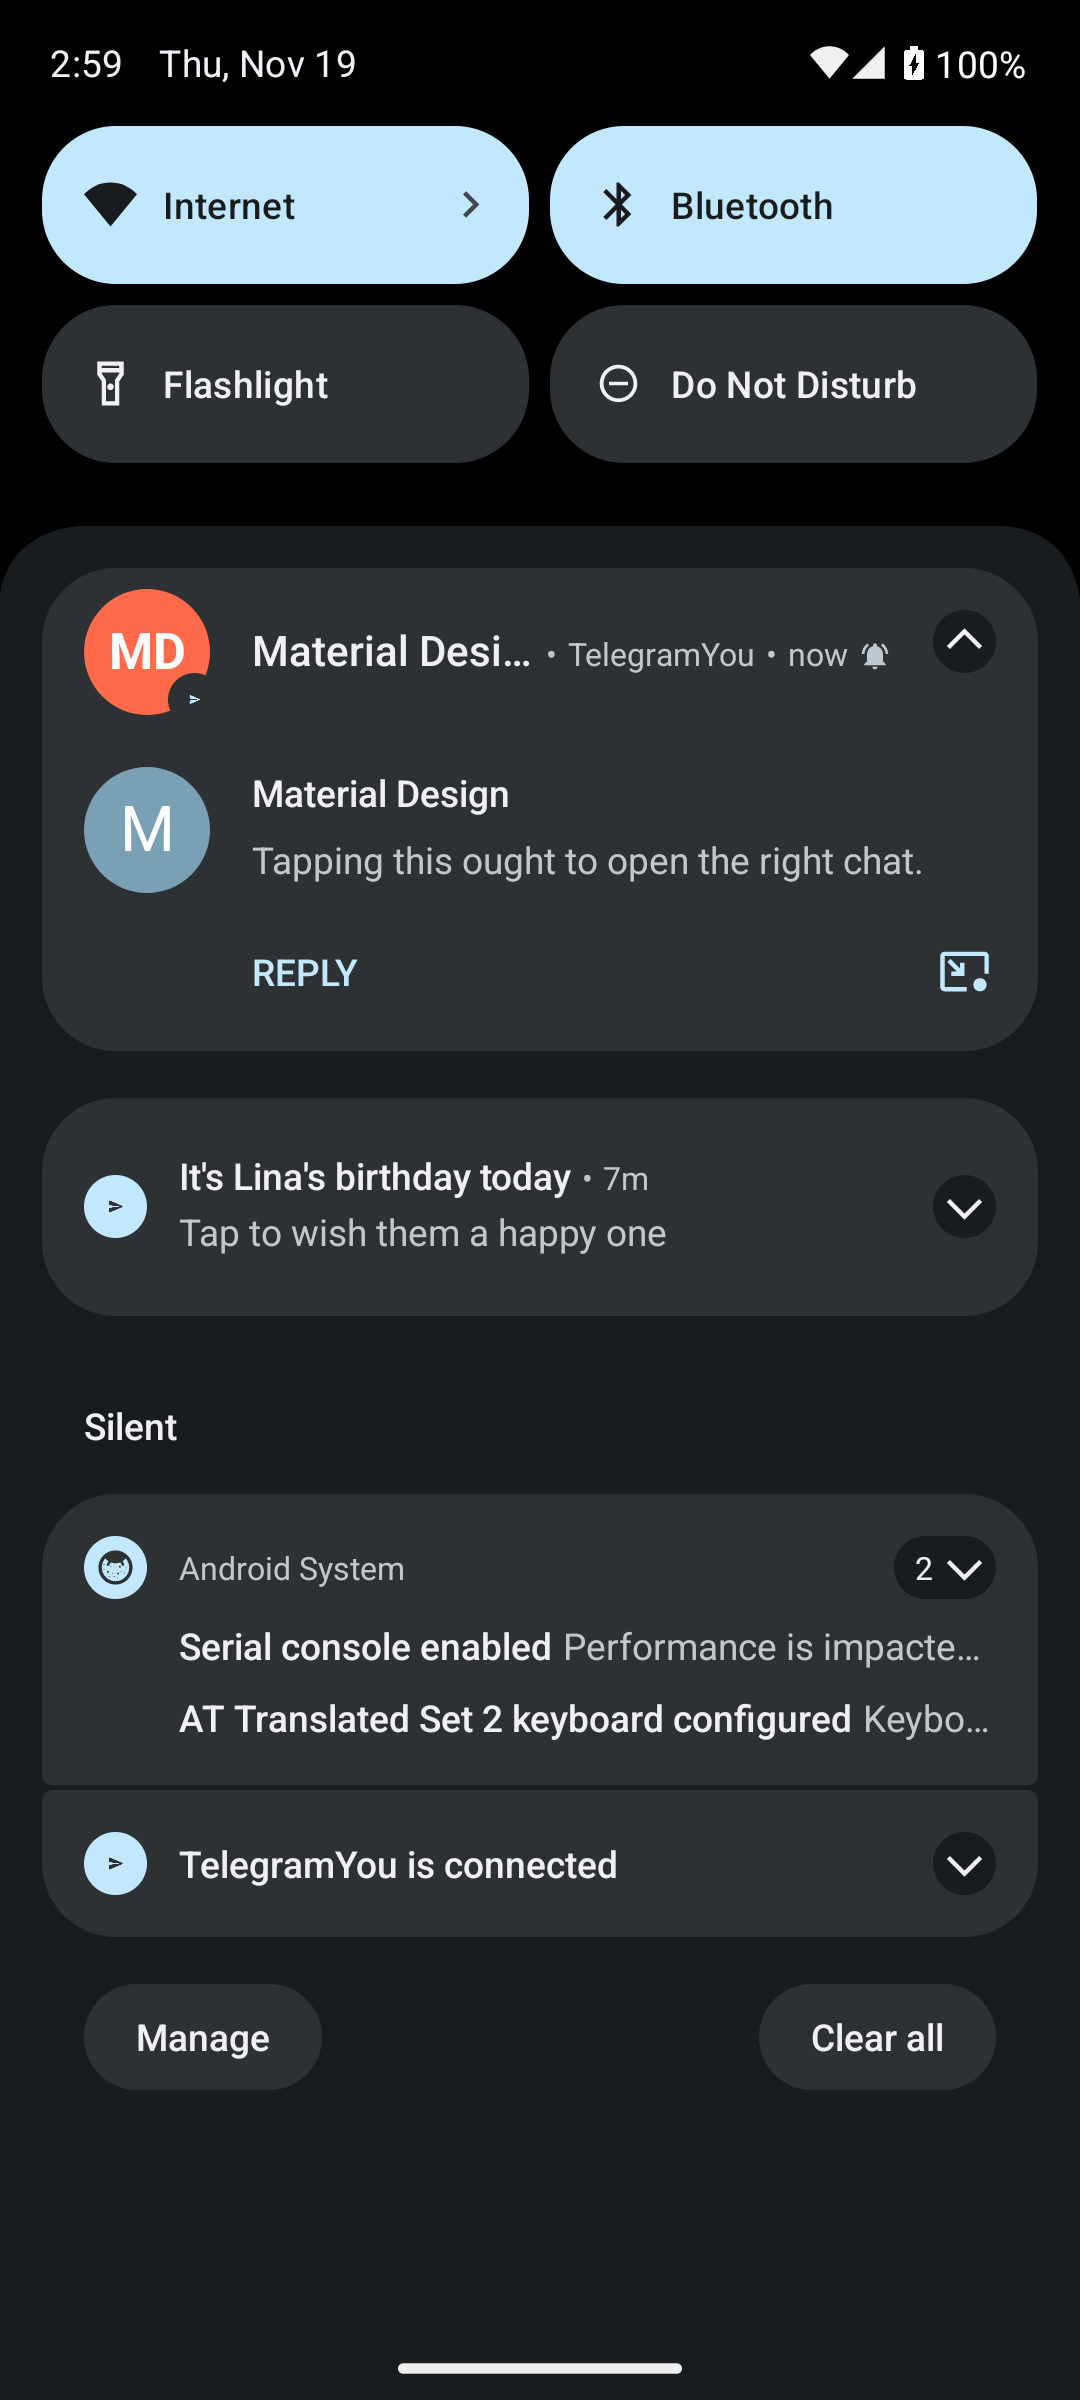 2:59 Thu, Nov 19 100%
Internet Bluetooth
Flashlight Do Not Disturb
MD Material Desi… • TelegramYou • now
M Material Design
Tapping this ought to open the right chat.
REPLY
It's Lina's birthday today • 7m
Tap to wish them a happy one
Silent
Android System 2
Serial console enabled Performance is impacte…
AT Translated Set 2 keyboard configured Keybo…
TelegramYou is connected
Manage Clear all